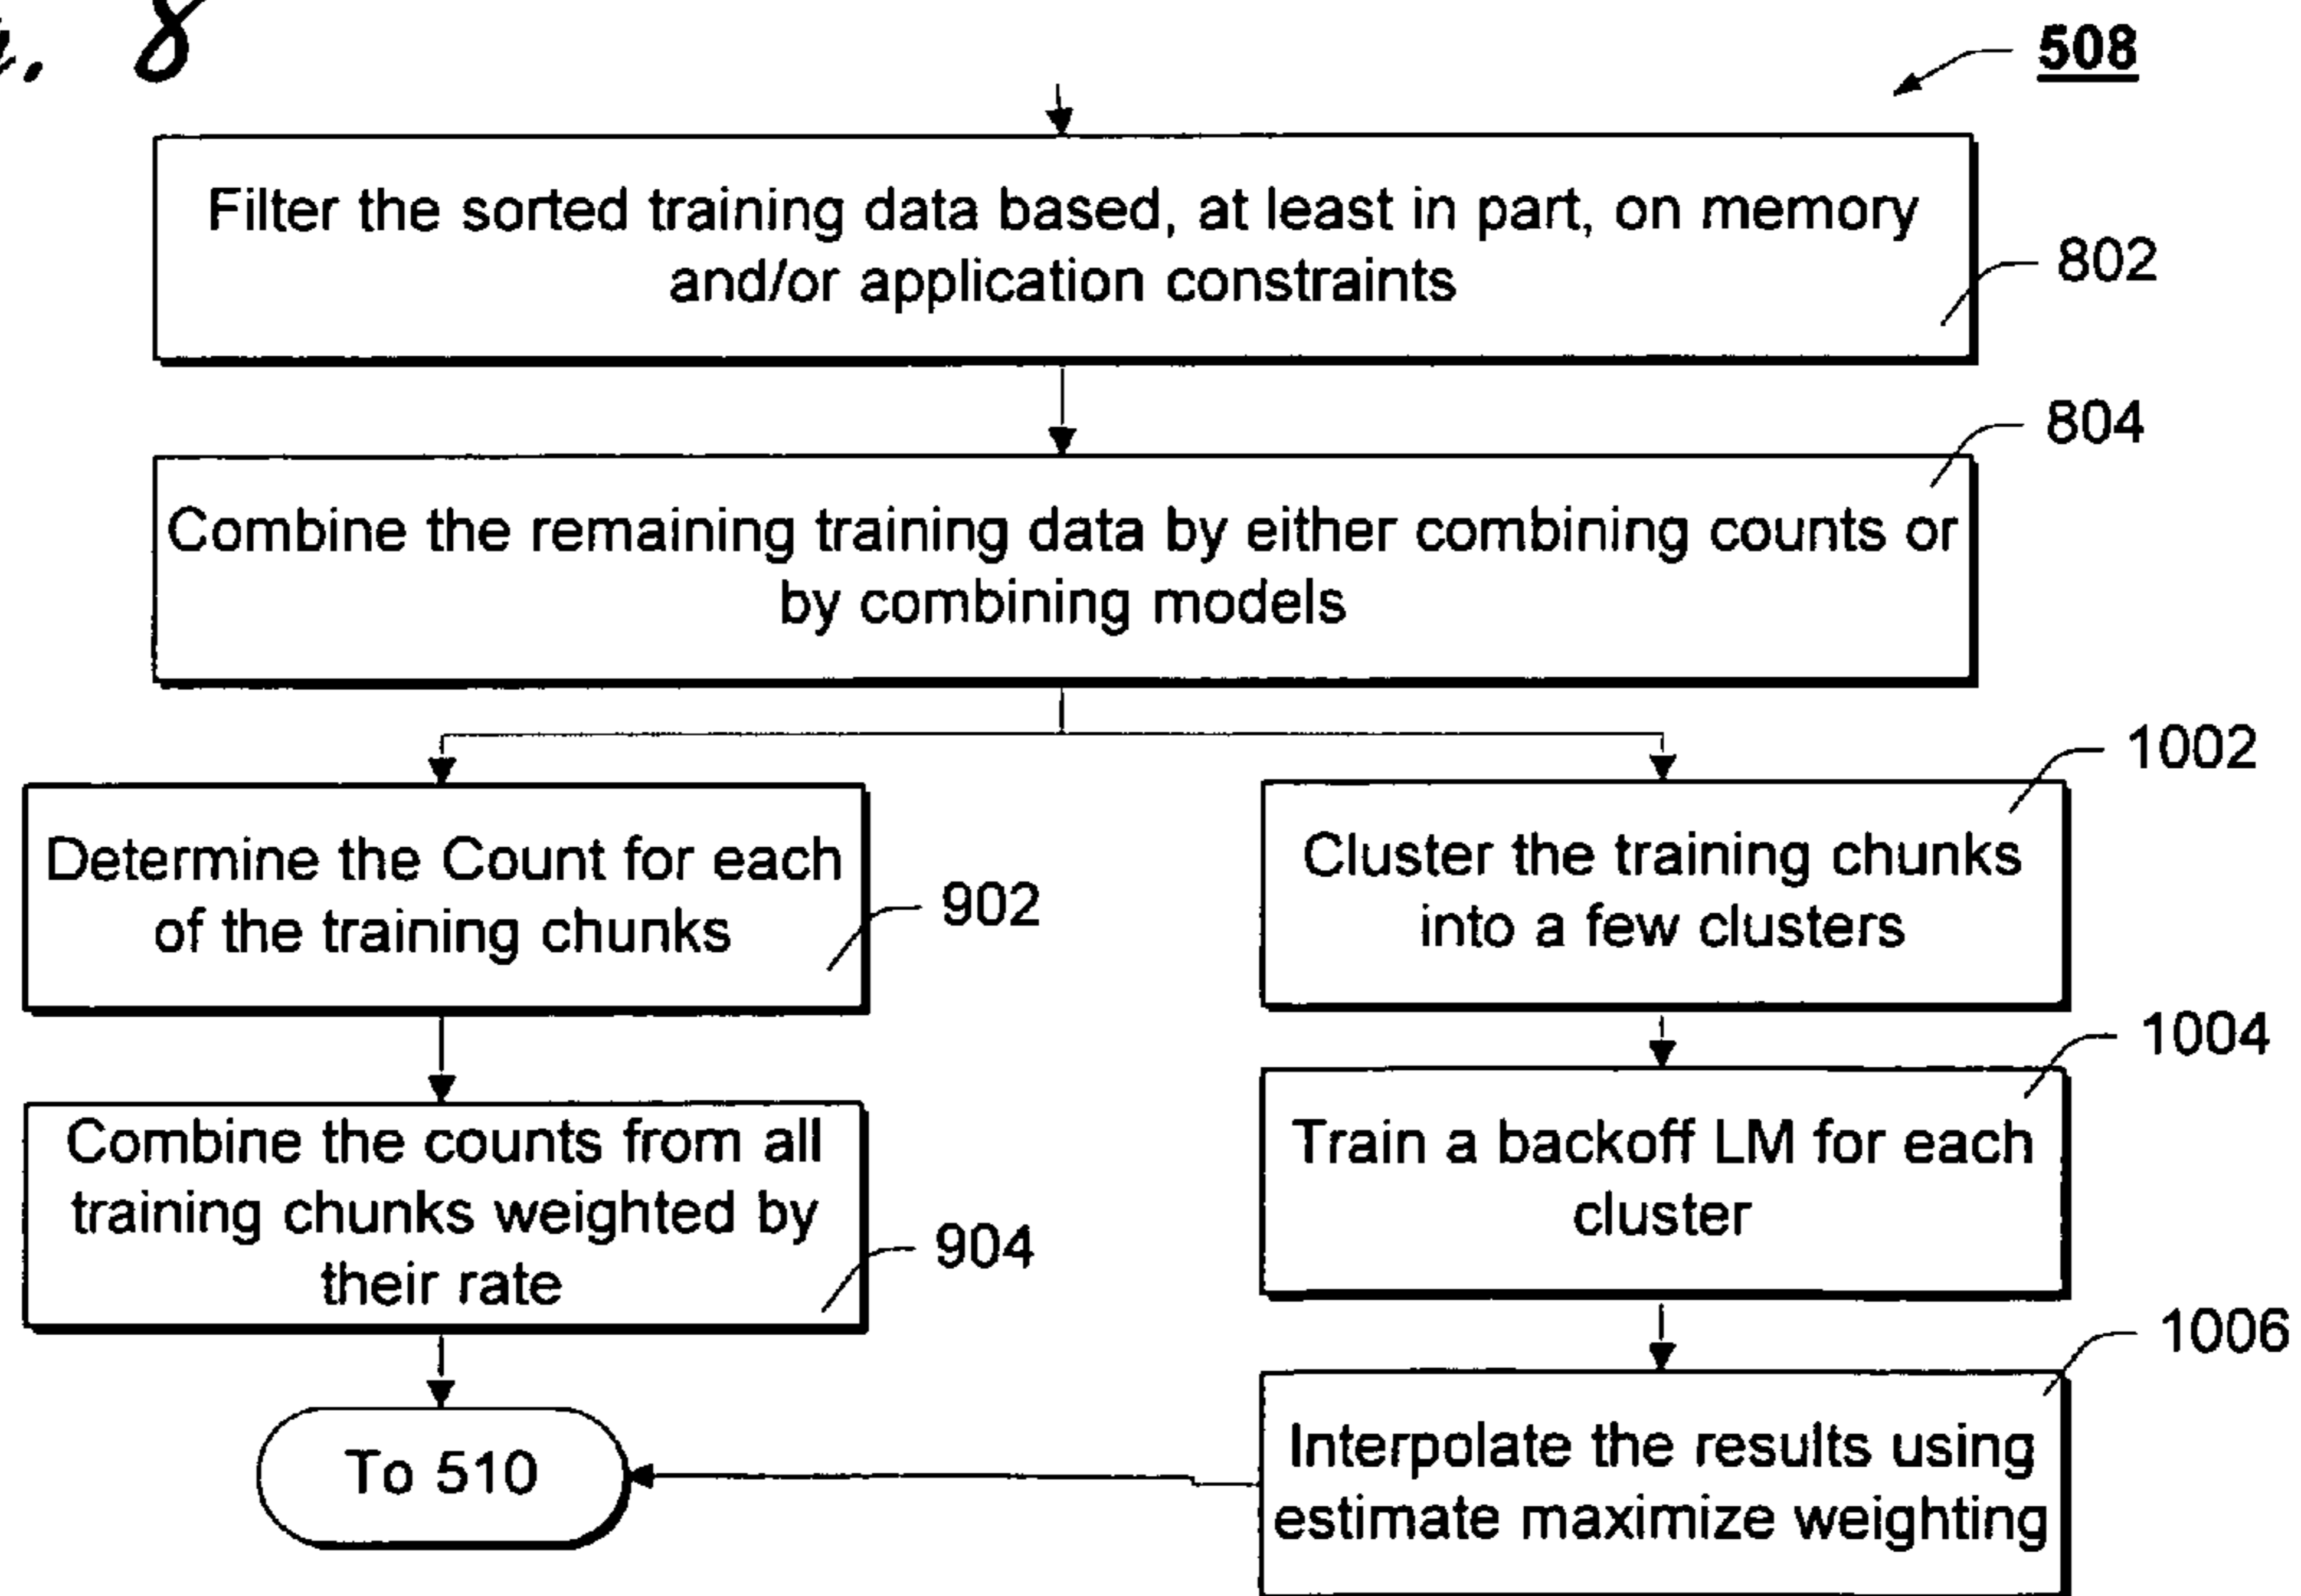 8
508
Filter the sorted training data based, at least in part, on memory
and/or application constraints
802
804
Combine the remaining training data by either combining counts or
by combining models
1002
Determine the Count for each
of the training chunks
902
Cluster the training chunks
into a few clusters
1004
Combine the counts from all
training chunks weighted by
their rate
904
Train a backoff LM for each
cluster
1006
To 510
Interpolate the results using
estimate maximize weighting